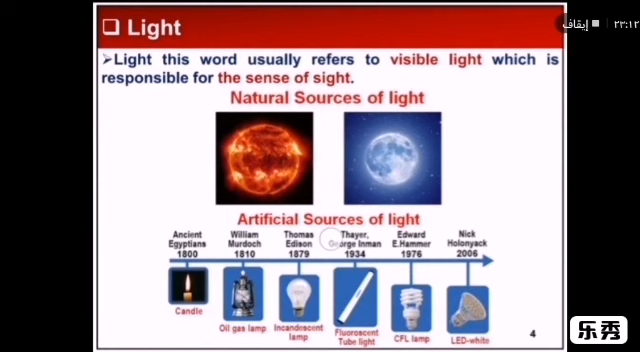 Light
إيقاف
٢٣:١٢
Light this word usually refers to visible light which is
responsible for the sense of sight.
Natural Sources of light
Artificial Sources of light
Ancient
Egyptians
1800
William
Murdoch
1810
Thomas
Edison
1879
Thayer,
George Inman
1934
Edward
E.Hammer
1976
Nick
Holonyack
2006
Candle
Oil gas lamp
Incandescent
lamp
Fluoroscent
Tube light
CFL lamp
LED-white
4
乐秀